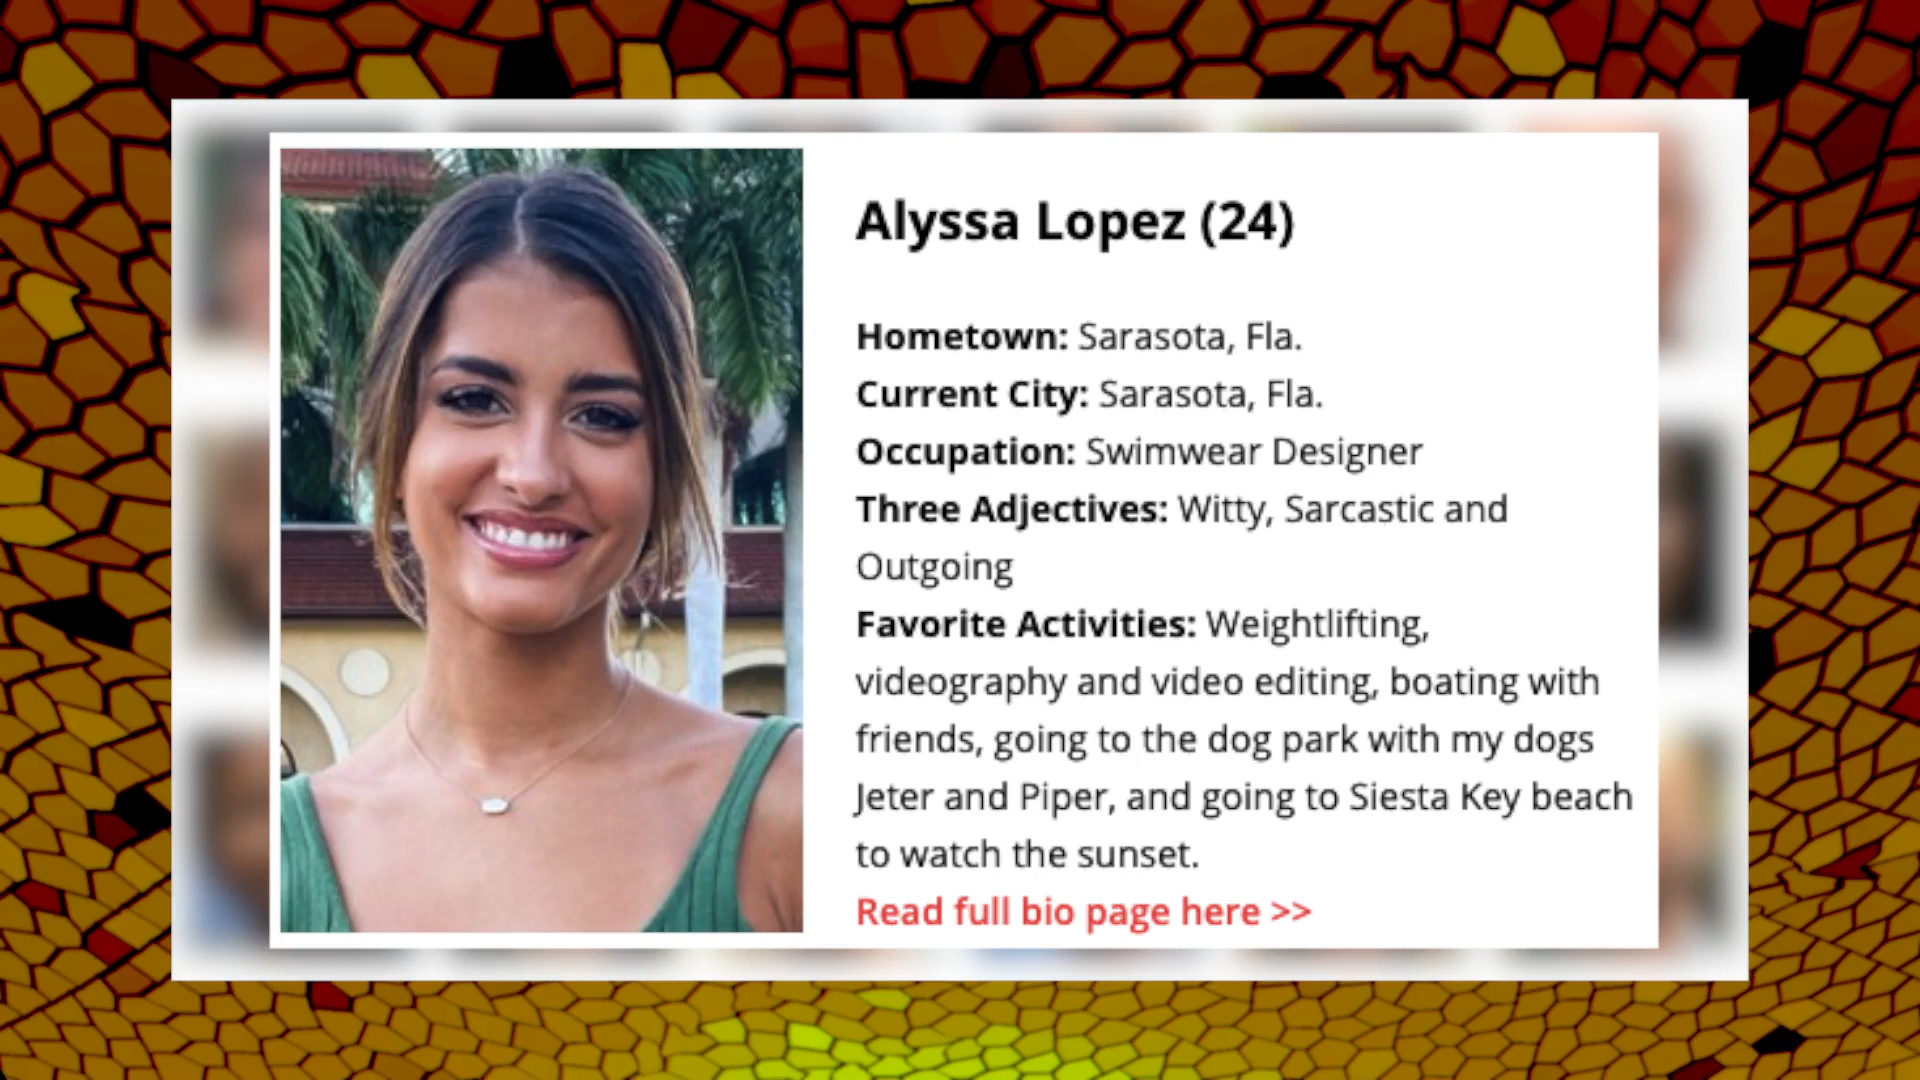 Alyssa Lopez (24)
Hometown: Sarasota, Fla.
Current City: Sarasota, Fla.
Occupation: Swimwear Designer
Three Adjectives: Witty, Sarcastic and
Outgoing
Favorite Activities: Weightlifting,
videography and video editing, boating with
friends, going to the dog park with my dogs
Jeter and Piper, and going to Siesta Key beach
to watch the sunset.
Read full bio page here >>